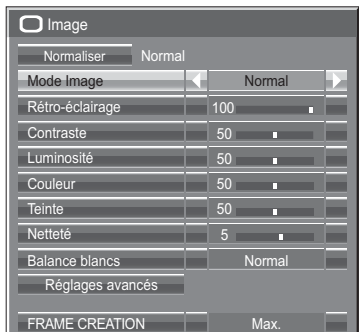 Image
Normaliser Normal
Mode Image Normal
Rétro-éclairage 100
Contraste 50
Luminosité 50
Couleur 50
Teinte 50
Netteté 5
Balance blancs Normal
Réglages avancés
FRAME CREATION Max.